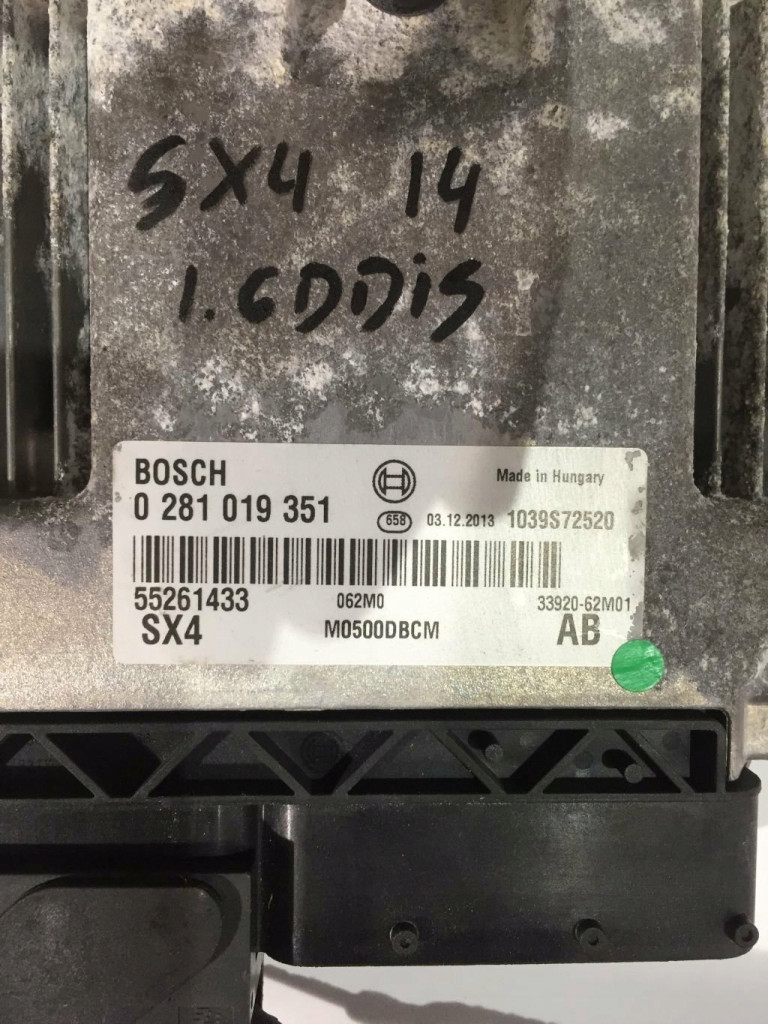 SX4 14
1.6DDiS
BOSCH
Made in Hungary
0 281 019 351
658 03.12.2013 1039S72520
55261433 062M0 33920-62M01
SX4 M0500DBCM AB